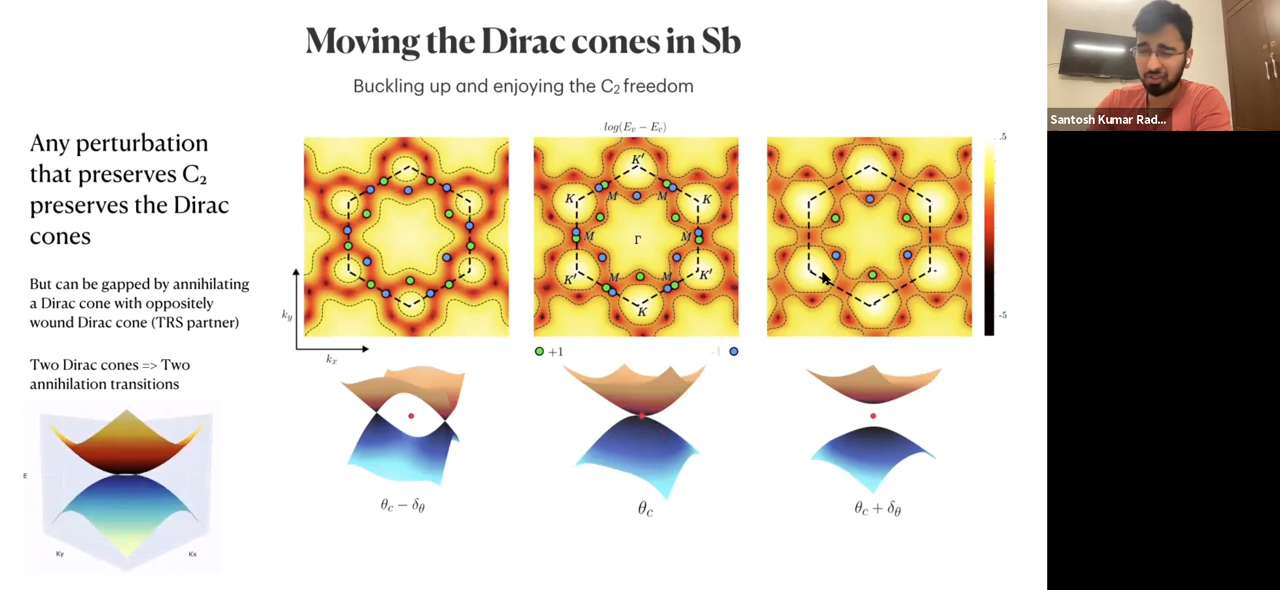 Moving the Dirac cones in Sb
Buckling up and enjoying the C₂ freedom
Santosh Kumar Rad...
Any perturbation
that preserves C₂
preserves the Dirac
cones
But can be gapped by annihilating
a Dirac cone with oppositely
wound Dirac cone (TRS partner)
Two Dirac cones => Two
annihilation transitions
E
Ky
Kx
log(E_v − E_c)
k_y
k_x
K'
K
K
M
M
M
M
Γ
M
M
K'
K'
K
+1
-1
.5
-5
θ_c − δ_θ
θ_c
θ_c + δ_θ